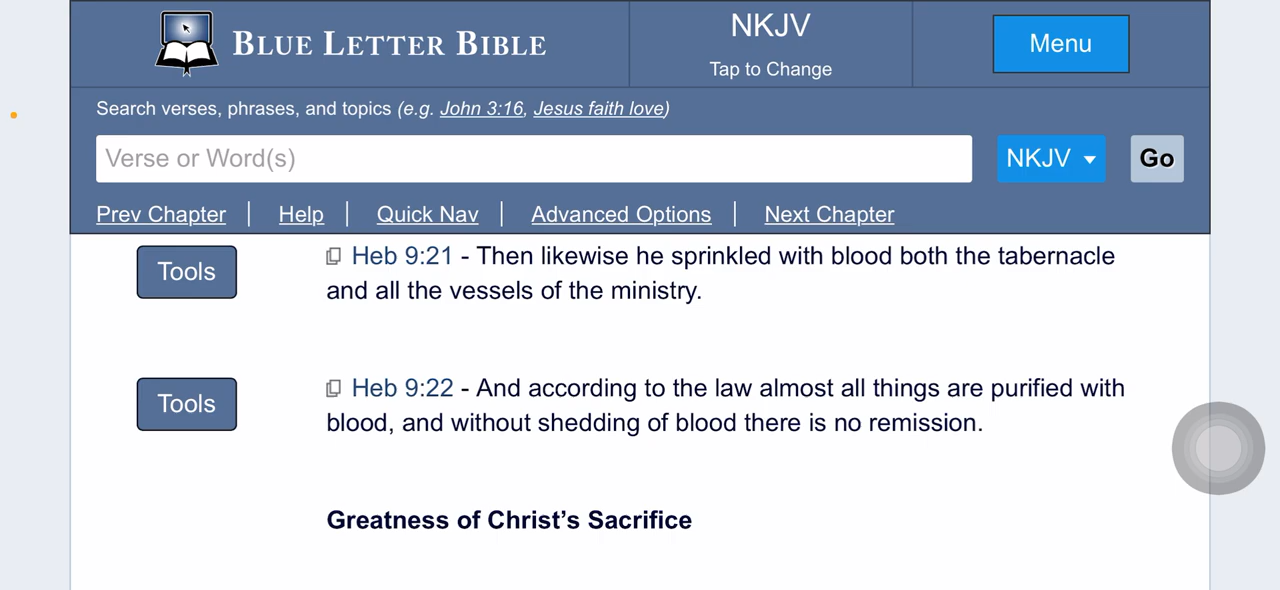 BLUE LETTER BIBLE
NKJV
Tap to Change
Menu
Search verses, phrases, and topics (e.g. John 3:16, Jesus faith love)
Verse or Word(s)
NKJV
Go
Prev Chapter | Help | Quick Nav | Advanced Options | Next Chapter
Tools
Heb 9:21 - Then likewise he sprinkled with blood both the tabernacle
and all the vessels of the ministry.
Tools
Heb 9:22 - And according to the law almost all things are purified with
blood, and without shedding of blood there is no remission.
Greatness of Christ’s Sacrifice